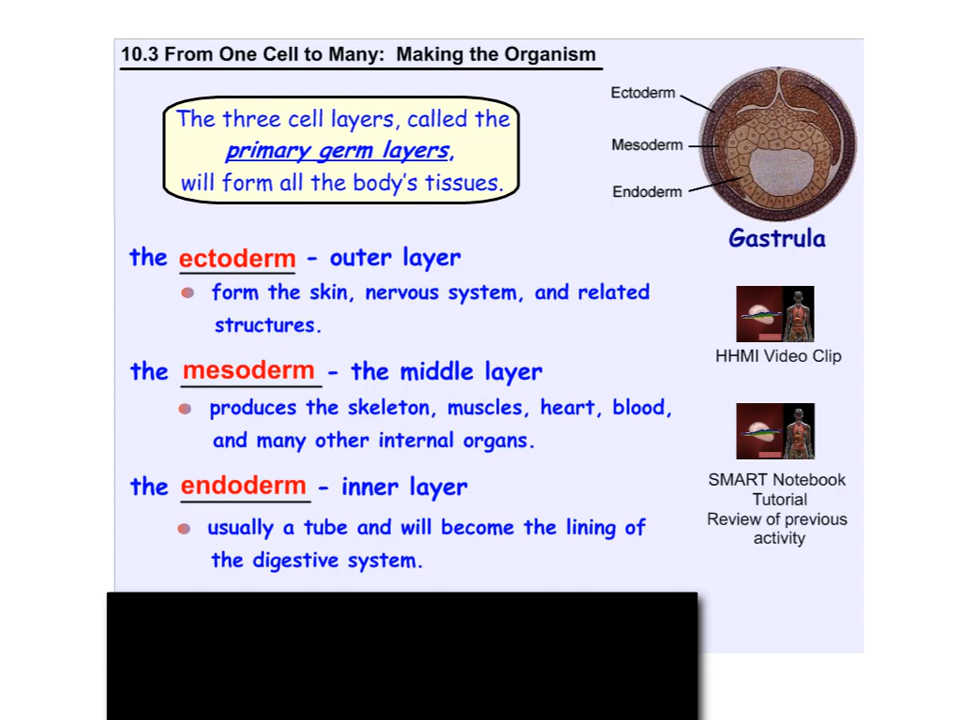 10.3 From One Cell to Many: Making the Organism
The three cell layers, called the
primary germ layers,
will form all the body's tissues.
Ectoderm
Mesoderm
Endoderm
Gastrula
the ectoderm - outer layer
form the skin, nervous system, and related
structures.
the mesoderm - the middle layer
produces the skeleton, muscles, heart, blood,
and many other internal organs.
the endoderm - inner layer
usually a tube and will become the lining of
the digestive system.
HHMI Video Clip
SMART Notebook
Tutorial
Review of previous
activity